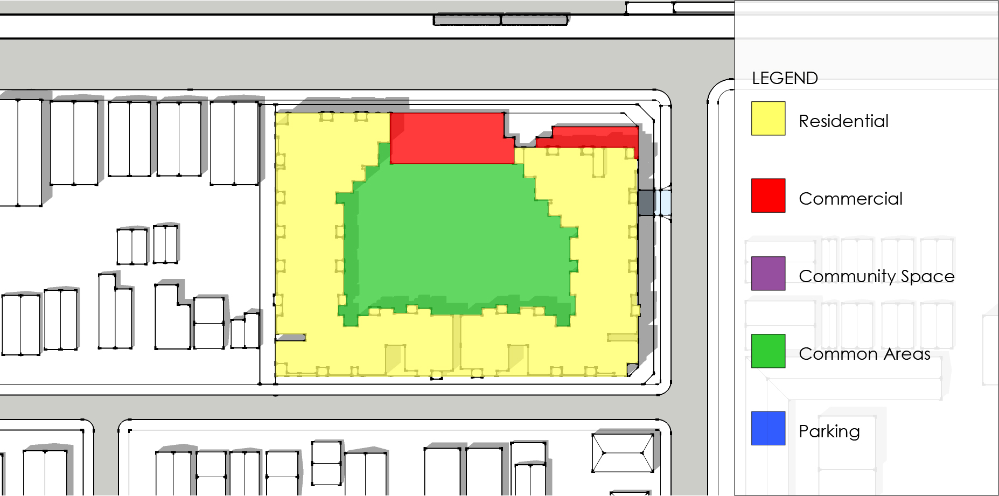 LEGEND
Residential
Commercial
Community Space
Common Areas
Parking